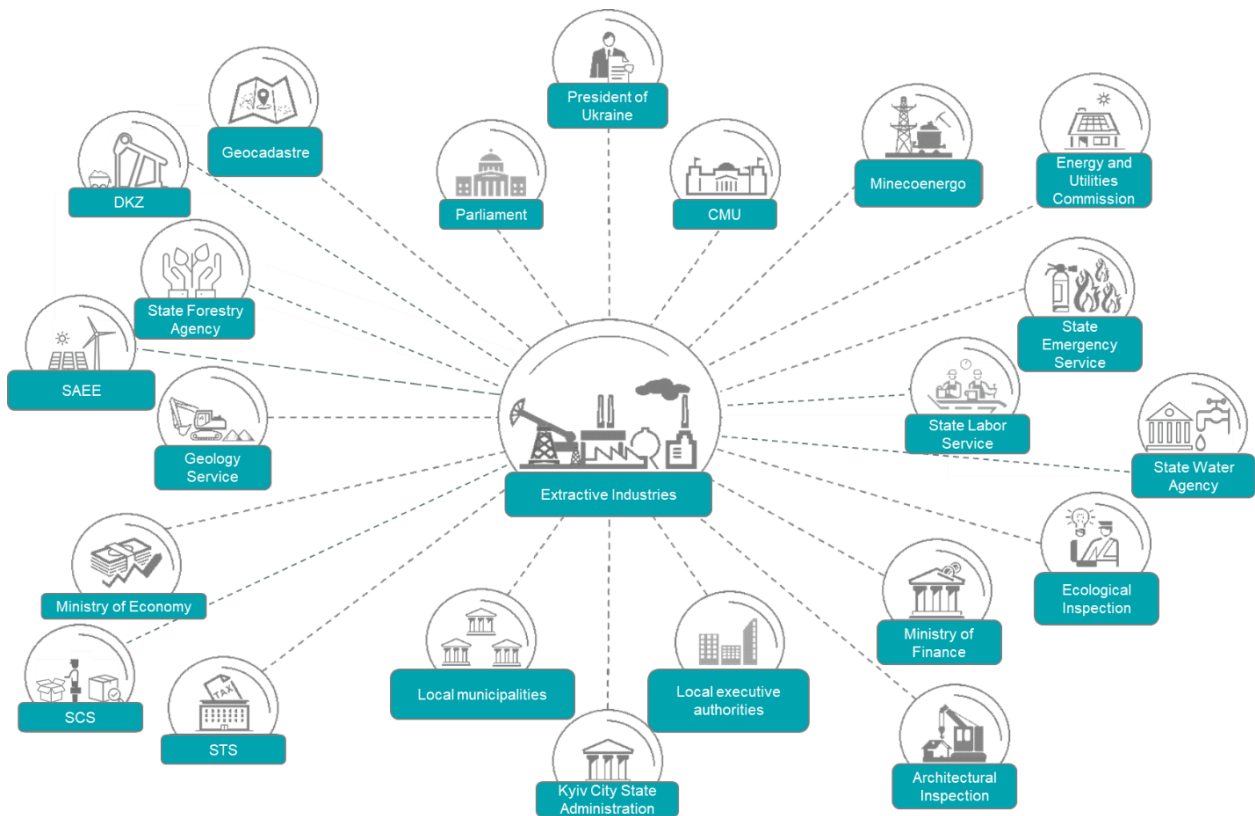 President of
Ukraine
Geocadastre
Minecoenergo
Energy and
Utilities
Commission
DKZ
Parliament
CMU
State Forestry
Agency
State
Emergency
Service
SAEE
State Labor
Service
Geology
Service
State Water
Agency
Extractive Industries
Ministry of Economy
Ecological
Inspection
Ministry of
Finance
TAX
Local municipalities
Local executive
authorities
SCS
STS
Kyiv City State
Administration
Architectural
Inspection